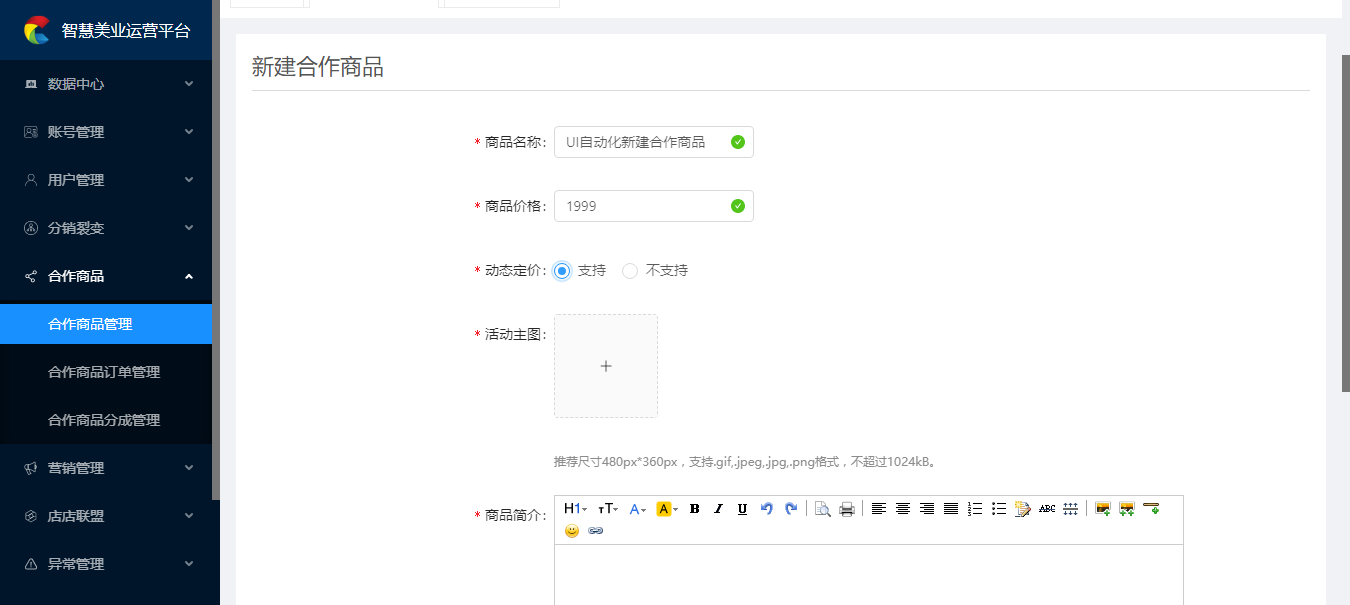 智慧美业运营平台
数据中心
账号管理
用户管理
分销裂变
合作商品
合作商品管理
合作商品订单管理
合作商品分成管理
营销管理
店店联盟
异常管理
新建合作商品
* 商品名称: UI自动化新建合作商品
* 商品价格: 1999
* 动态定价: 支持 不支持
* 活动主图:
+
推荐尺寸480px*360px，支持.gif,.jpeg,.jpg,.png格式，不超过1024kB。
* 商品简介:
H1 TT A A B I U ABC